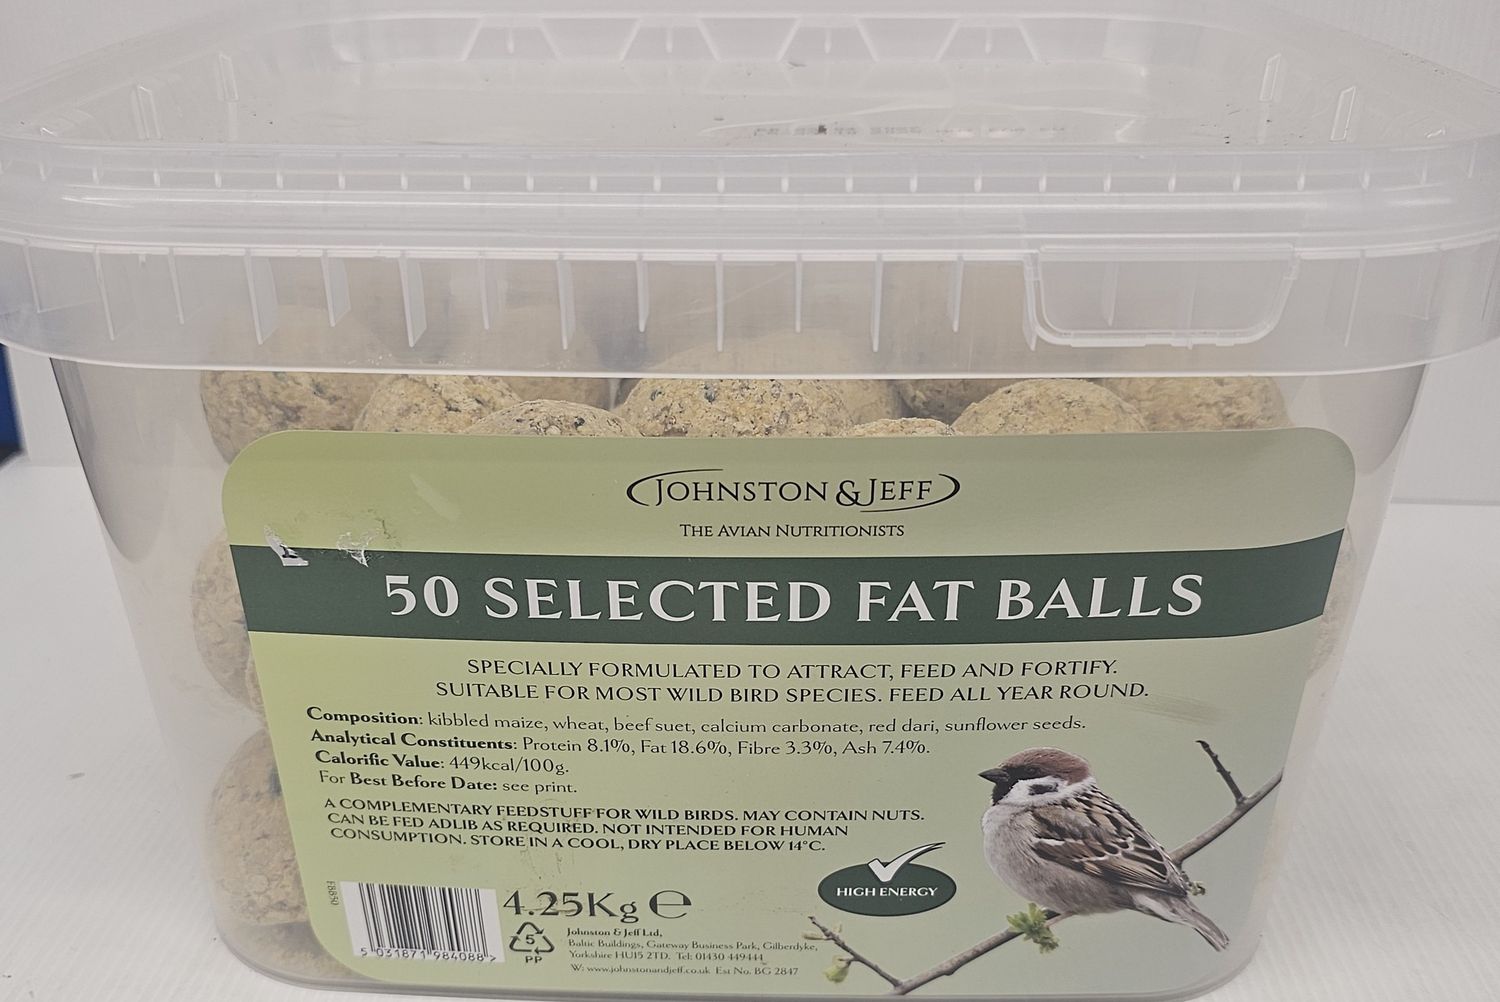 JOHNSTON & JEFF
THE AVIAN NUTRITIONISTS
50 SELECTED FAT BALLS
SPECIALLY FORMULATED TO ATTRACT, FEED AND FORTIFY.
SUITABLE FOR MOST WILD BIRD SPECIES. FEED ALL YEAR ROUND.
Composition: kibbled maize, wheat, beef suet, calcium carbonate, red dari, sunflower seeds.
Analytical Constituents: Protein 8.1%, Fat 18.6%, Fibre 3.3%, Ash 7.4%.
Calorific Value: 449kcal/100g.
For Best Before Date: see print.
A COMPLEMENTARY FEEDSTUFF FOR WILD BIRDS. MAY CONTAIN NUTS.
CAN BE FED ADLIB AS REQUIRED. NOT INTENDED FOR HUMAN
CONSUMPTION. STORE IN A COOL, DRY PLACE BELOW 14°C.
HIGH ENERGY
FBB50
5 031871 984088 >
4.25Kg ℮
5
PP
Johnston & Jeff Ltd,
Baltic Buildings, Gateway Business Park, Gilberdyke,
Yorkshire HU15 2TD. Tel: 01430 449444
W: www.johnstonandjeff.co.uk Est No. BG 2847